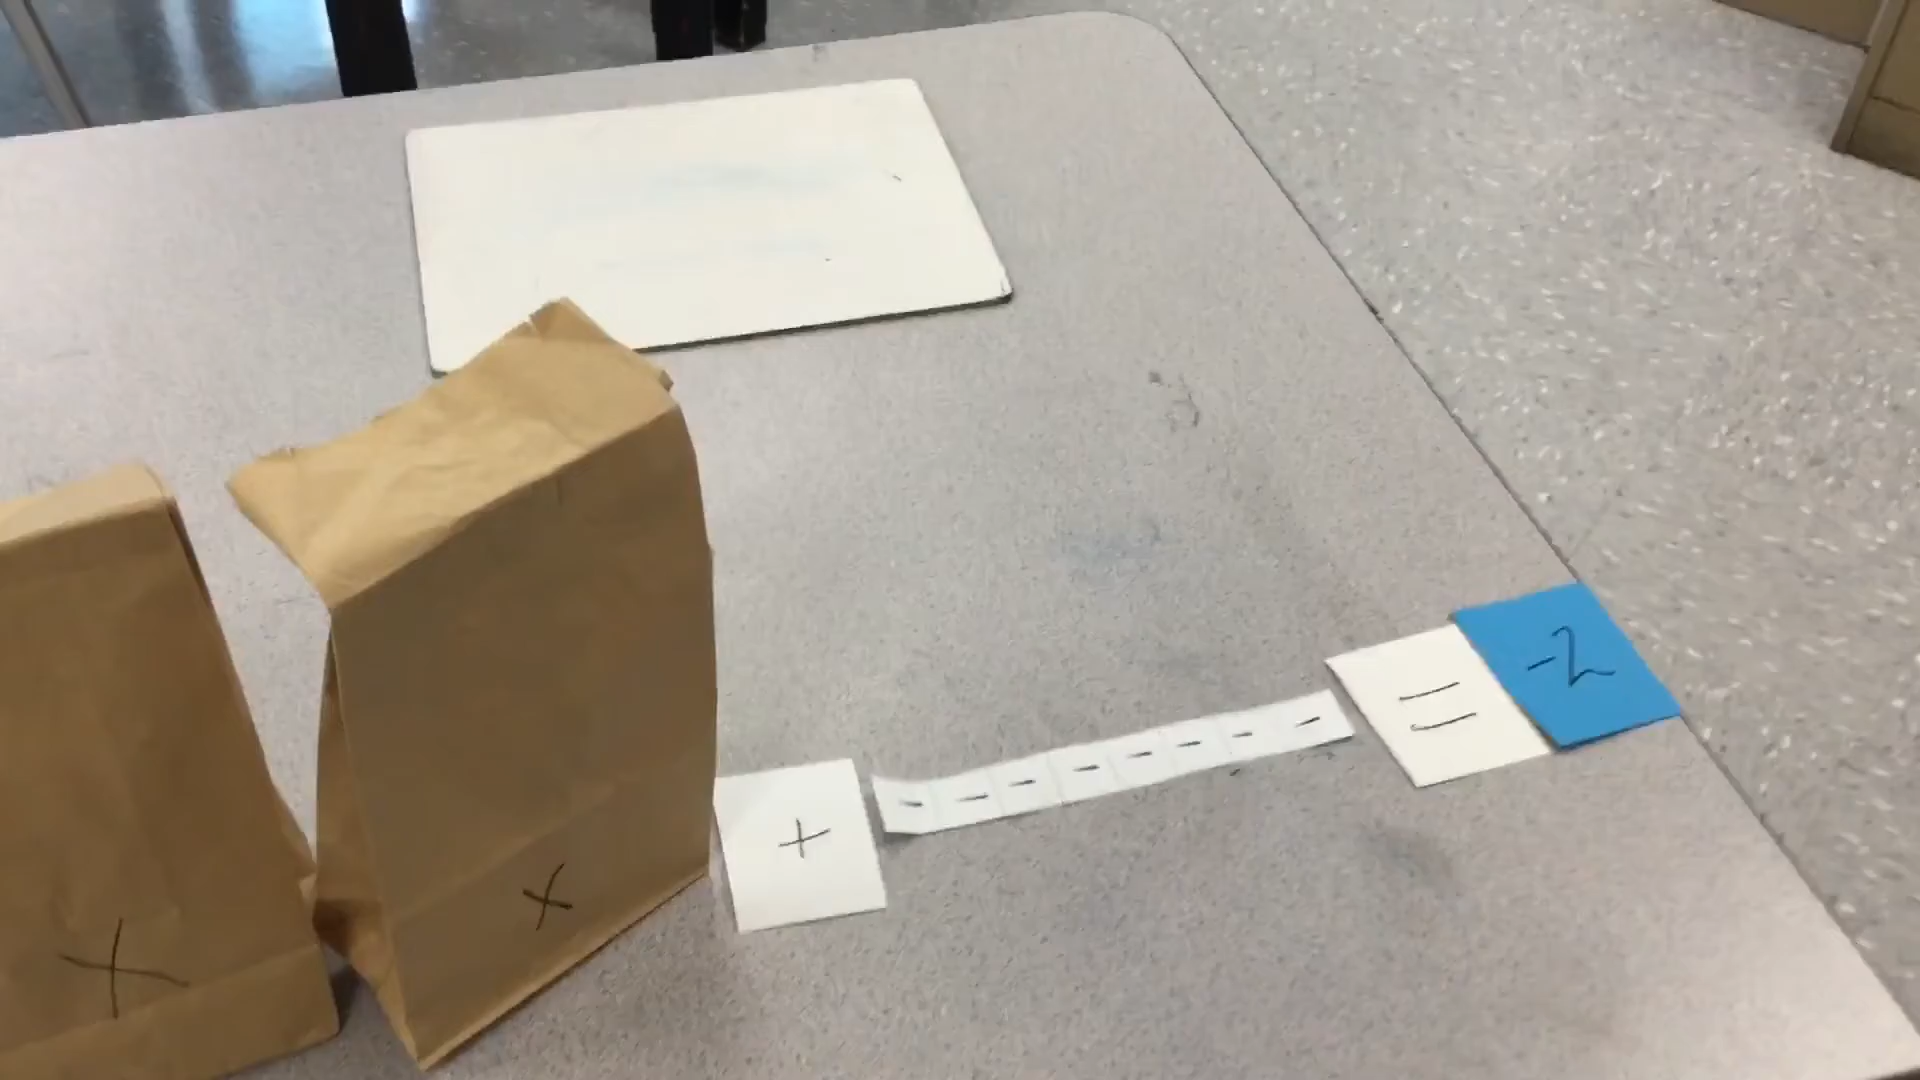 x x + - - - - - - - - = -2